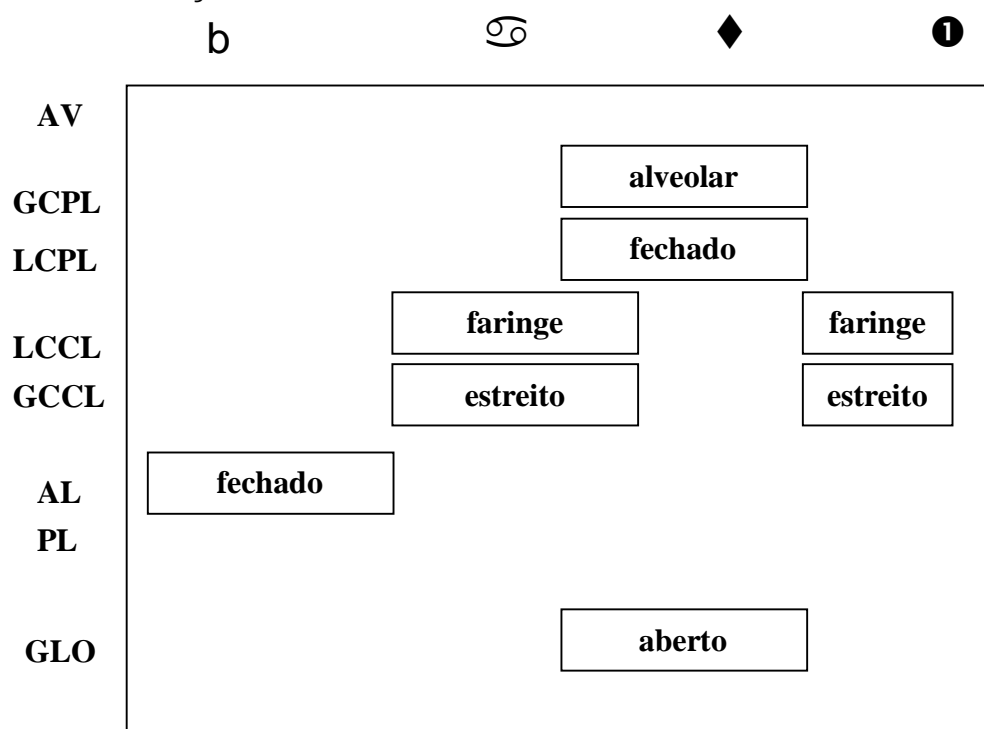 b ♋ ♦ ❶
AV
alveolar
GCPL
fechado
LCPL
faringe faringe
LCCL
GCCL estreito estreito
fechado
AL
PL
aberto
GLO